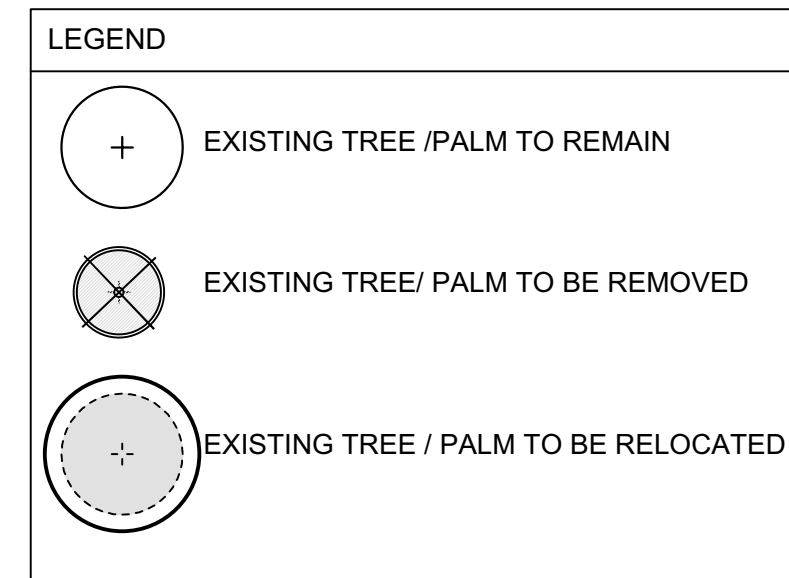 LEGEND
EXISTING TREE /PALM TO REMAIN
EXISTING TREE/ PALM TO BE REMOVED
EXISTING TREE / PALM TO BE RELOCATED